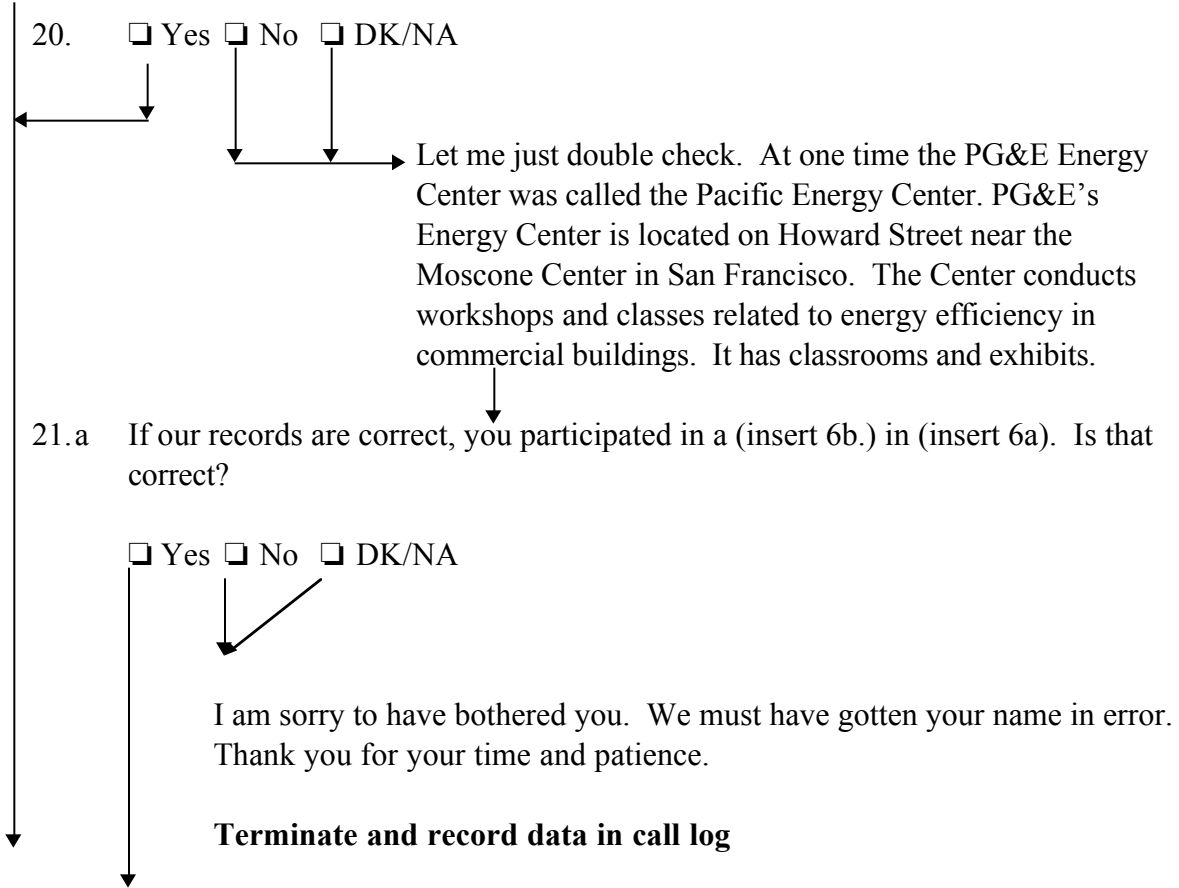 20. ❑ Yes ❑ No ❑ DK/NA
Let me just double check. At one time the PG&E Energy
Center was called the Pacific Energy Center. PG&E’s
Energy Center is located on Howard Street near the
Moscone Center in San Francisco. The Center conducts
workshops and classes related to energy efficiency in
commercial buildings. It has classrooms and exhibits.
21.a If our records are correct, you participated in a (insert 6b.) in (insert 6a). Is that
correct?
❑ Yes ❑ No ❑ DK/NA
I am sorry to have bothered you. We must have gotten your name in error.
Thank you for your time and patience.
Terminate and record data in call log